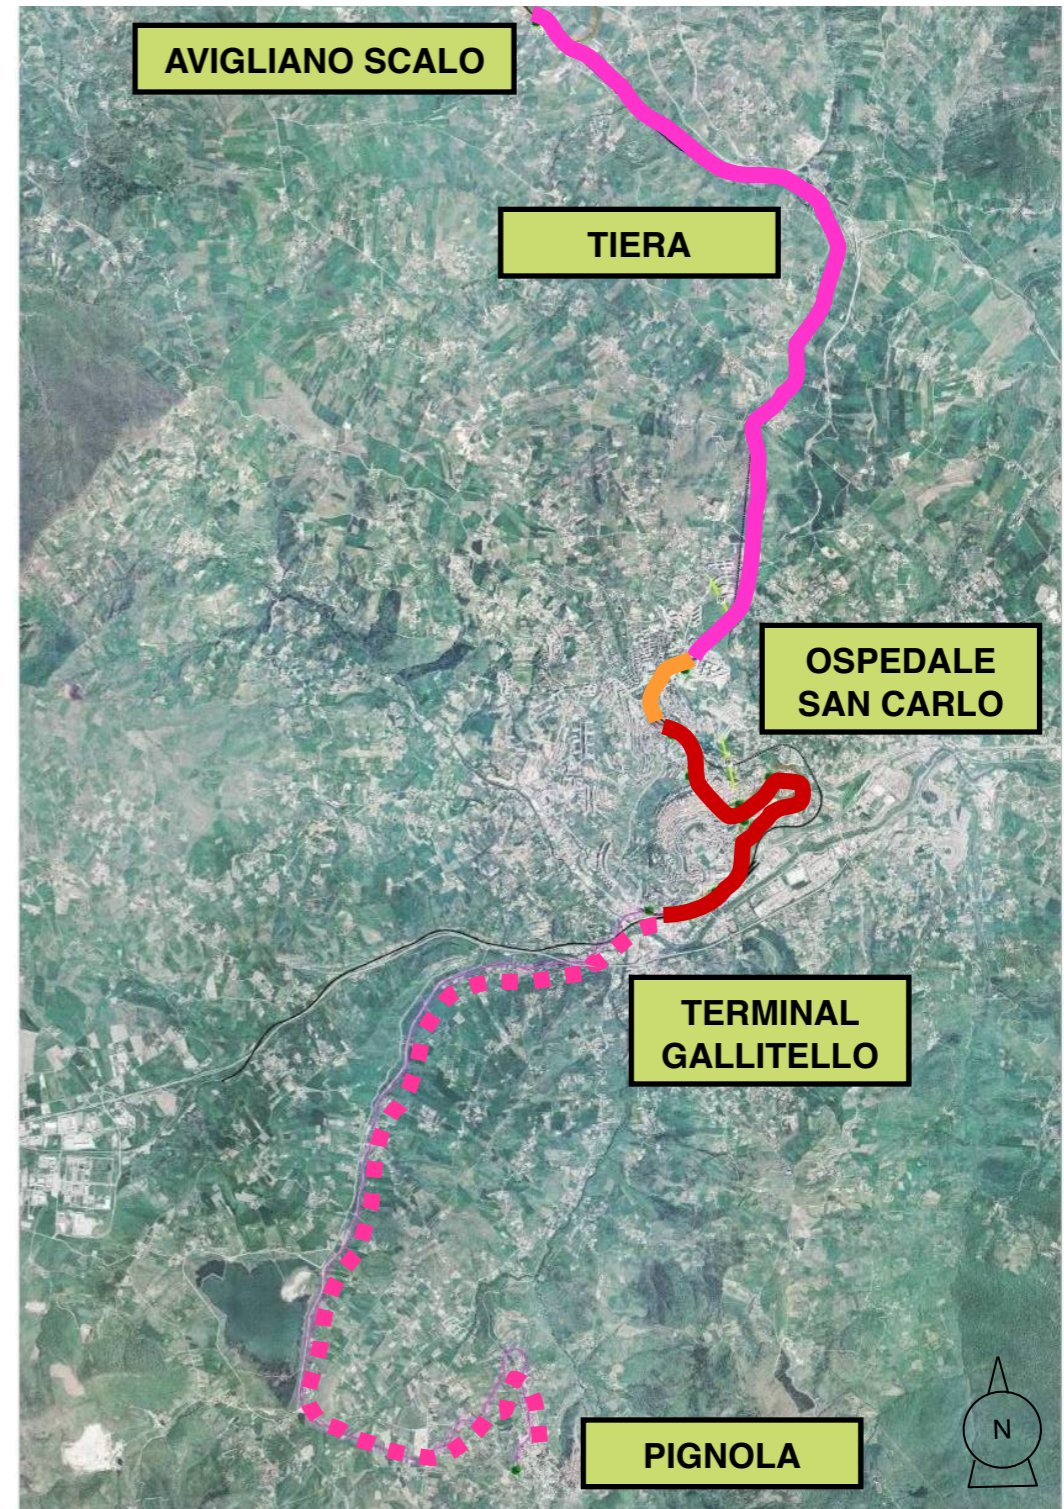 AVIGLIANO SCALO
TIERA
OSPEDALE
SAN CARLO
TERMINAL
GALLITELLO
PIGNOLA
N